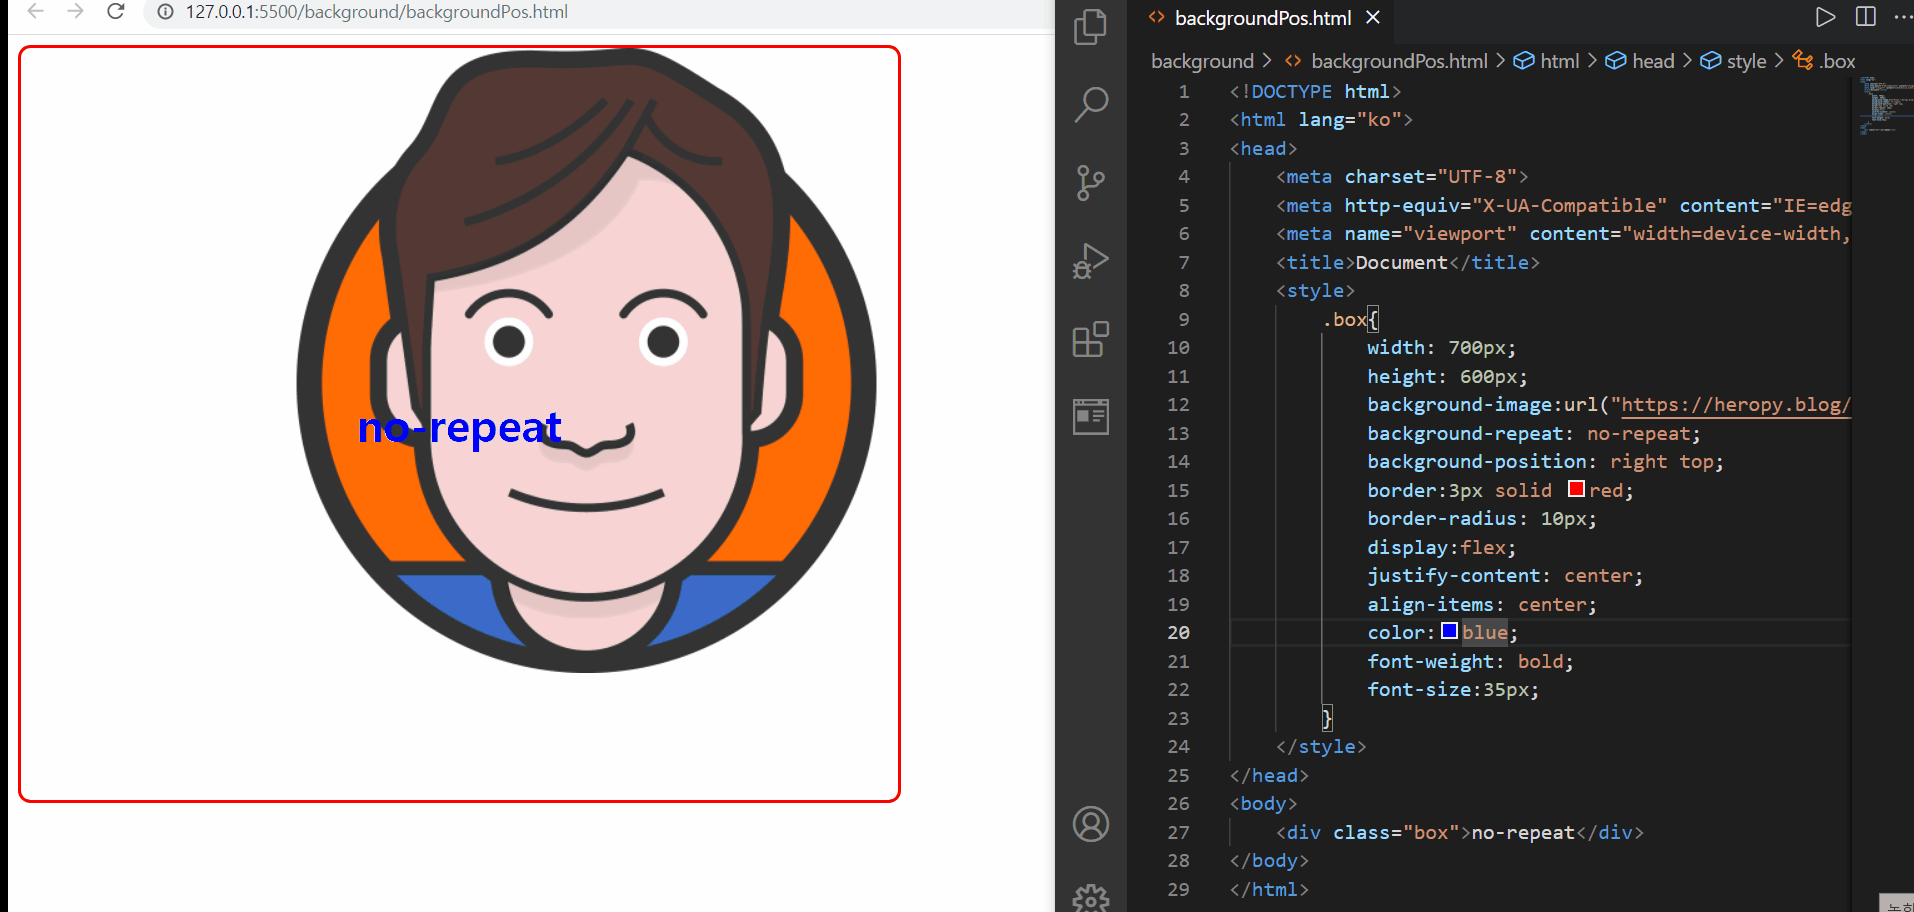 127.0.0.1:5500/background/backgroundPos.html
no-repeat
backgroundPos.html
background > backgroundPos.html > html > head > style > .box
1 <!DOCTYPE html>
2 <html lang="ko">
3 <head>
4 <meta charset="UTF-8">
5 <meta http-equiv="X-UA-Compatible" content="IE=edg
6 <meta name="viewport" content="width=device-width,
7 <title>Document</title>
8 <style>
9 .box{
10 width: 700px;
11 height: 600px;
12 background-image:url("https://heropy.blog/
13 background-repeat: no-repeat;
14 background-position: right top;
15 border:3px solid red;
16 border-radius: 10px;
17 display:flex;
18 justify-content: center;
19 align-items: center;
20 color:blue;
21 font-weight: bold;
22 font-size:35px;
23 }
24 </style>
25 </head>
26 <body>
27 <div class="box">no-repeat</div>
28 </body>
29 </html>